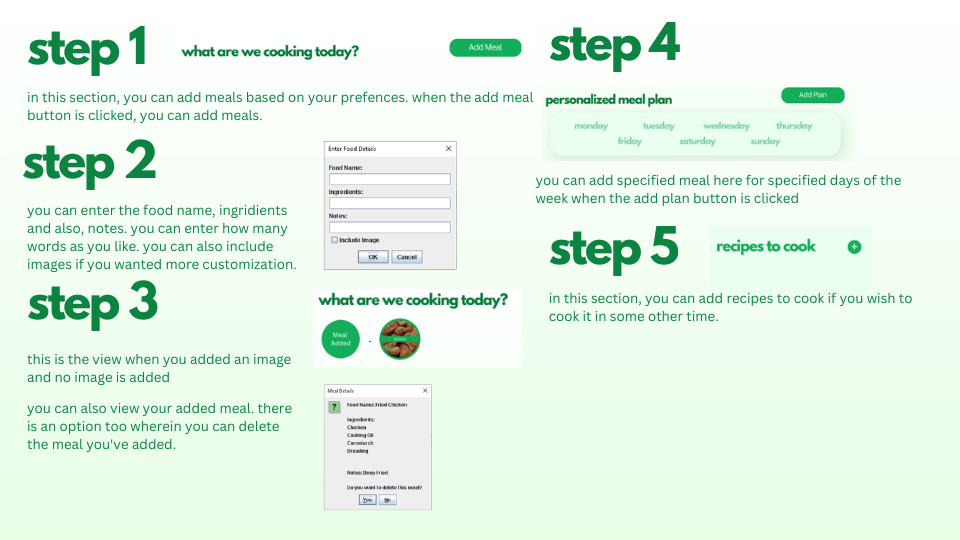 step 1
what are we cooking today?
Add Meal
in this section, you can add meals based on your prefences. when the add meal
button is clicked, you can add meals.
step 2
you can enter the food name, ingridients
and also, notes. you can enter how many
words as you like. you can also include
images if you wanted more customization.
Enter Food Details
Food Name:
Ingredients:
Notes:
Include Image
OK
Cancel
step 3
this is the view when you added an image
and no image is added
you can also view your added meal. there
is an option too wherein you can delete
the meal you've added.
what are we cooking today?
Meal
Added
Meal Details
Food Name: Fried Chicken
Ingredients:
Chicken
Cooking Oil
Cornstarch
Breading
Notes: Deep Fried
Do you want to delete this meal?
Yes
No
step 4
personalized meal plan
Add Plan
monday tuesday wednesday thursday
friday saturday sunday
you can add specified meal here for specified days of the
week when the add plan button is clicked
step 5
recipes to cook
in this section, you can add recipes to cook if you wish to
cook it in some other time.